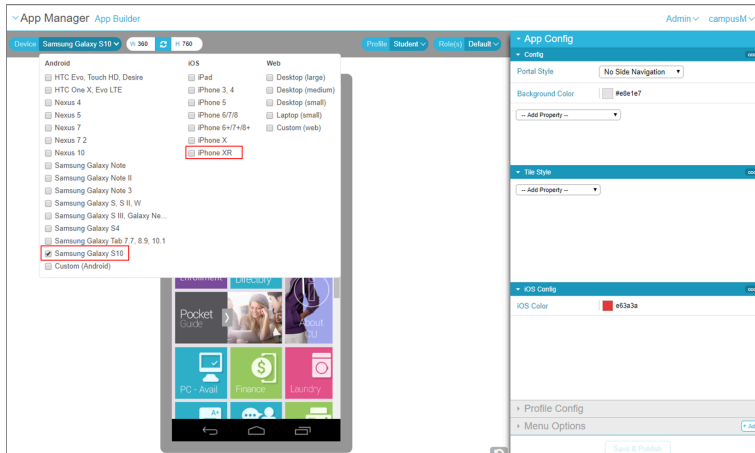 App Manager App Builder
Admin campusM
Device Samsung Galaxy S10 W 360 H 760
Profile Student Role(s) Default
Android
HTC Evo, Touch HD, Desire
HTC One X, Evo LTE
Nexus 4
Nexus 5
Nexus 7
Nexus 7 2
Nexus 10
Samsung Galaxy Note
Samsung Galaxy Note II
Samsung Galaxy Note 3
Samsung Galaxy S, S II, W
Samsung Galaxy S III, Galaxy Ne...
Samsung Galaxy S4
Samsung Galaxy Tab 7.7, 8.9, 10.1
Samsung Galaxy S10
Custom (Android)
iOS
iPad
iPhone 3, 4
iPhone 5
iPhone 6/7/8
iPhone 6+/7+/8+
iPhone X
iPhone XR
Web
Desktop (large)
Desktop (medium)
Desktop (small)
Laptop (small)
Custom (web)
Enrollment
Directory
Pocket
Guide
About
CU
PC - Avail
Finance
Laundry
A+
App Config
Config
Portal Style No Side Navigation
Background Color #e8e1e7
-- Add Property --
Tile Style
-- Add Property --
iOS Config
iOS Color e63a3a
Profile Config
Menu Options
Save & Publish